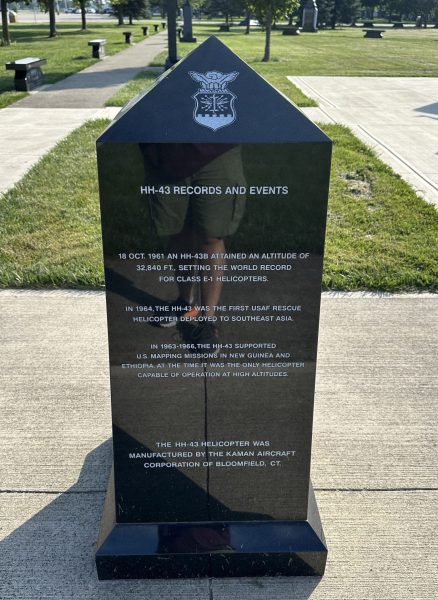 HH-43 RECORDS AND EVENTS
18 OCT. 1961 AN HH-43B ATTAINED AN ALTITUDE OF
32,840 FT., SETTING THE WORLD RECORD
FOR CLASS E-1 HELICOPTERS.
IN 1964, THE HH-43 WAS THE FIRST USAF RESCUE
HELICOPTER DEPLOYED TO SOUTHEAST ASIA.
IN 1963-1966, THE HH-43 SUPPORTED
U.S. MAPPING MISSIONS IN NEW GUINEA AND
ETHIOPIA. AT THE TIME IT WAS THE ONLY HELICOPTER
CAPABLE OF OPERATION AT HIGH ALTITUDES.
THE HH-43 HELICOPTER WAS
MANUFACTURED BY THE KAMAN AIRCRAFT
CORPORATION OF BLOOMFIELD, CT.